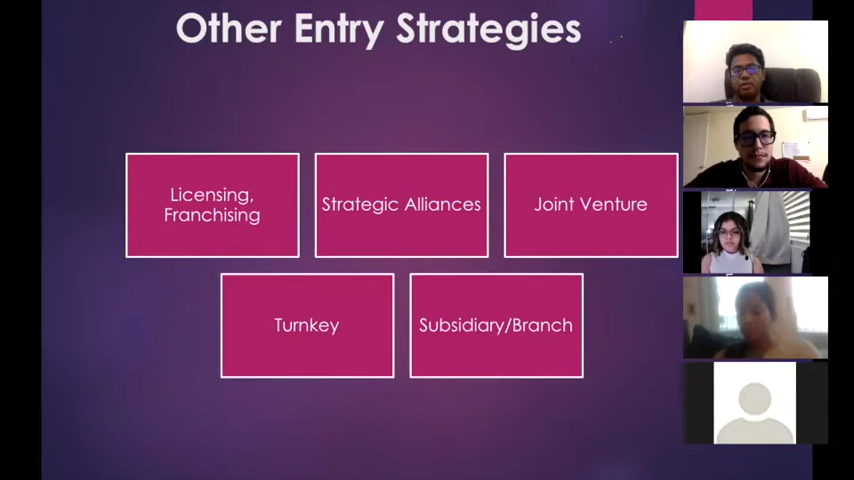 Other Entry Strategies
Licensing,
Franchising
Strategic Alliances
Joint Venture
Turnkey
Subsidiary/Branch